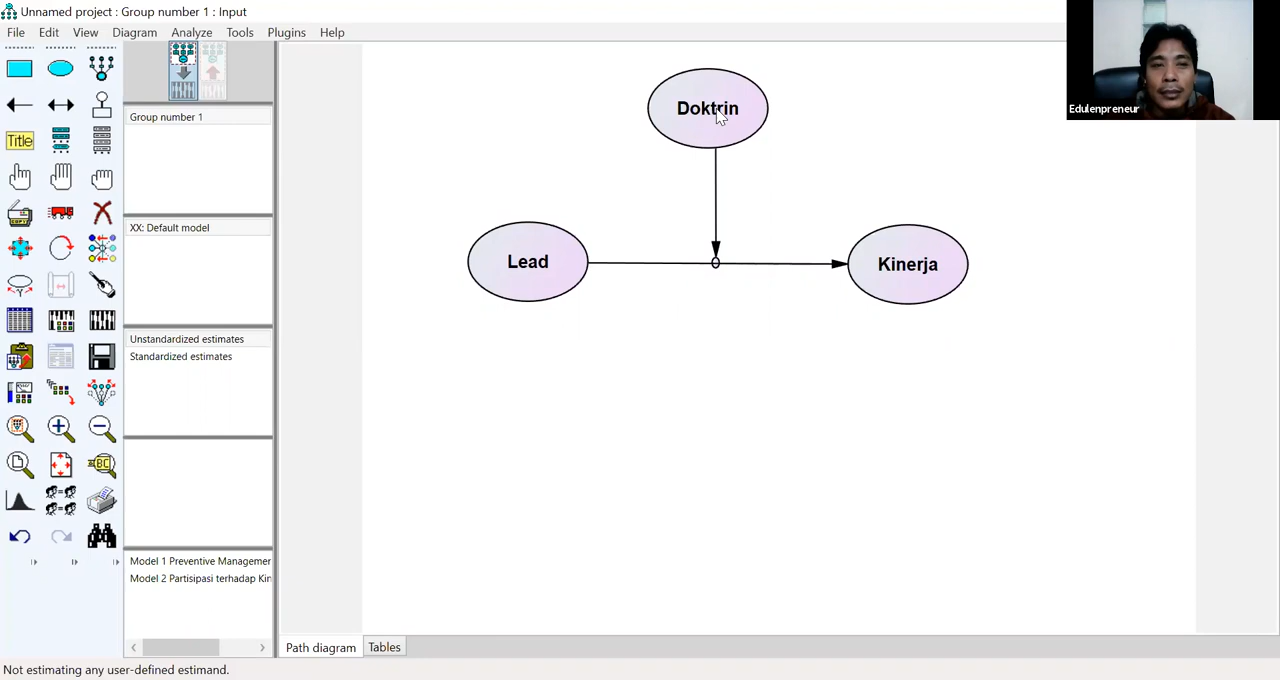 Unnamed project : Group number 1 : Input
File Edit View Diagram Analyze Tools Plugins Help
Edulenpreneur
Title
Group number 1
XX: Default model
Unstandardized estimates
Standardized estimates
Model 1 Preventive Managemer
Model 2 Partisipasi terhadap Kin
Doktrin
Lead
Kinerja
Path diagram Tables
Not estimating any user-defined estimand.